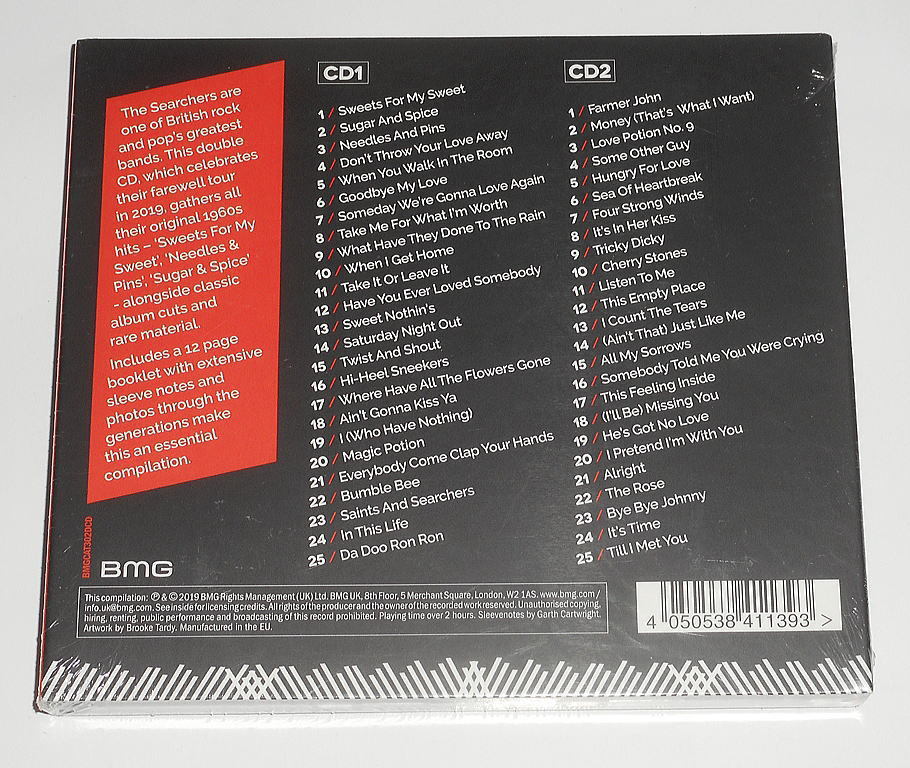 The Searchers are
one of British rock
and pop's greatest
bands. This double
CD, which celebrates
their farewell tour
in 2019, gathers all
their original 1960s
hits – 'Sweets For My
Sweet', 'Needles &
Pins', 'Sugar & Spice'
- alongside classic
album cuts and
rare material.
Includes a 12 page
booklet with extensive
sleeve notes and
photos through the
generations make
this an essential
compilation.
CD1
1 / Sweets For My Sweet
2 / Sugar And Spice
3 / Needles And Pins
4 / Don't Throw Your Love Away
5 / When You Walk In The Room
6 / Goodbye My Love
7 / Someday We're Gonna Love Again
8 / Take Me For What I'm Worth
9 / What Have They Done To The Rain
10 / When I Get Home
11 / Take It Or Leave It
12 / Have You Ever Loved Somebody
13 / Sweet Nothin's
14 / Saturday Night Out
15 / Twist And Shout
16 / Hi-Heel Sneekers
17 / Where Have All The Flowers Gone
18 / Ain't Gonna Kiss Ya
19 / I (Who Have Nothing)
20 / Magic Potion
21 / Everybody Come Clap Your Hands
22 / Bumble Bee
23 / Saints And Searchers
24 / In This Life
25 / Da Doo Ron Ron
CD2
1 / Farmer John
2 / Money (That's What I Want)
3 / Love Potion No. 9
4 / Some Other Guy
5 / Hungry For Love
6 / Sea Of Heartbreak
7 / Four Strong Winds
8 / It's In Her Kiss
9 / Tricky Dicky
10 / Cherry Stones
11 / Listen To Me
12 / This Empty Place
13 / I Count The Tears
14 / (Ain't That) Just Like Me
15 / All My Sorrows
16 / Somebody Told Me You Were Crying
17 / This Feeling Inside
18 / (I'll Be) Missing You
19 / He's Got No Love
20 / I Pretend I'm With You
21 / Alright
22 / The Rose
23 / Bye Bye Johnny
24 / It's Time
25 / Till I Met You
BMGCAT302DCD
BMG
This compilation: ℗ & © 2019 BMG Rights Management (UK) Ltd. BMG UK, 8th Floor, 5 Merchant Square, London, W2 1AS. www.bmg.com /
info.uk@bmg.com. See inside for licensing credits. All rights of the producer and the owner of the recorded work reserved. Unauthorised copying,
hiring, renting, public performance and broadcasting of this record prohibited. Playing time over 2 hours. Sleevenotes by Garth Cartwright.
Artwork by Brooke Tardy. Manufactured in the EU.
4 050538 411393 >